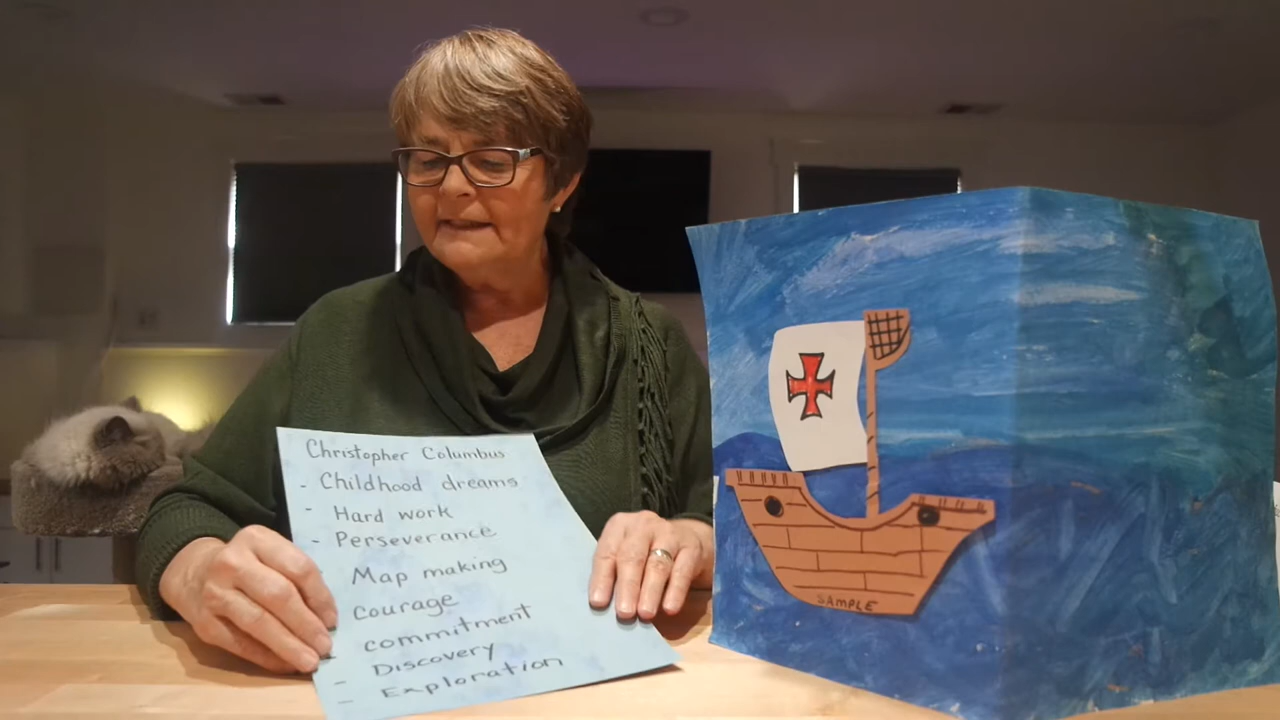 Christopher Columbus
- Childhood dreams
- Hard work
- Perseverance
Map making
courage
commitment
- Discovery
- Exploration
SAMPLE